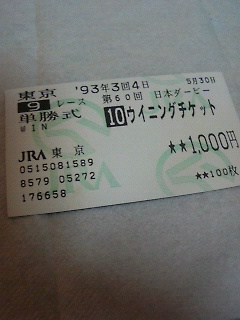 東京 '93年3回4日 5月30日
9 レース 第60回 日本ダービー
単勝式
WIN
10 ウイニングチケット
JRA 東京 ★★1,000円
0515081589 ★★100枚
8579 05272
176658